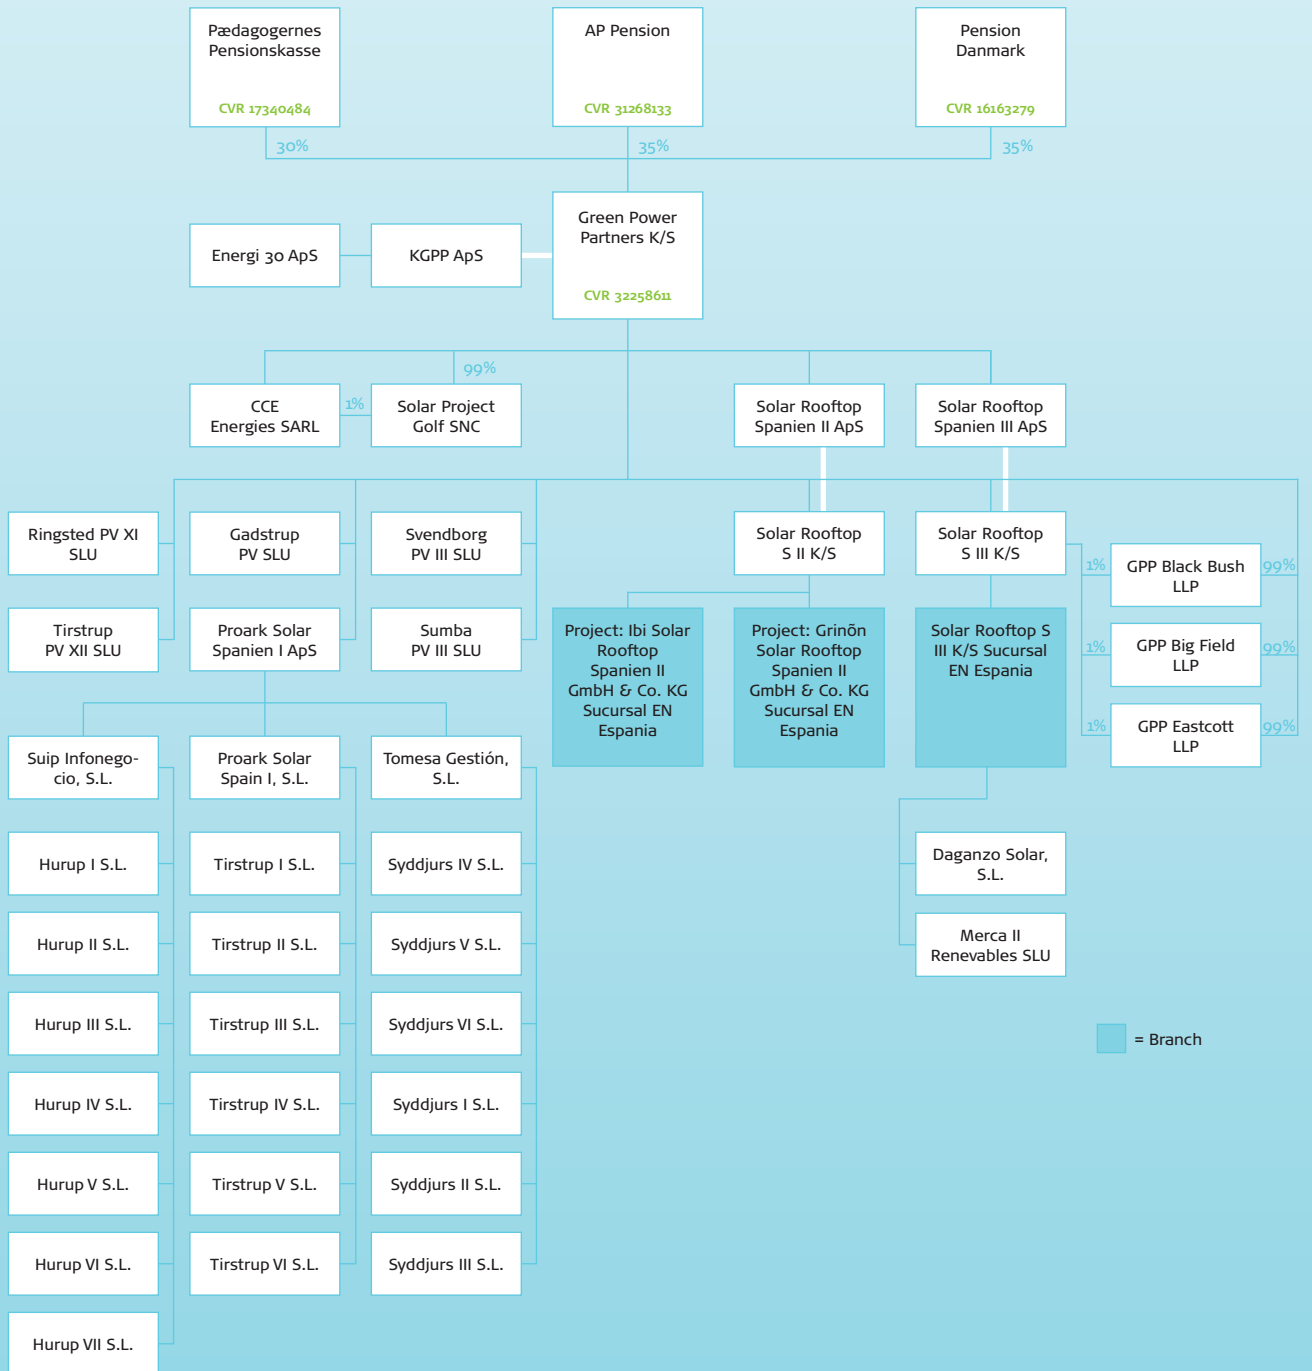 Pædagogernes
Pensionskasse
CVR 17340484
AP Pension
CVR 31268133
Pension
Danmark
CVR 16163279
30%
35%
35%
Energi 30 ApS
KGPP ApS
Green Power
Partners K/S
CVR 32258611
99%
CCE
Energies SARL
1%
Solar Project
Golf SNC
Solar Rooftop
Spanien II ApS
Solar Rooftop
Spanien III ApS
Ringsted PV XI
SLU
Gadstrup
PV SLU
Svendborg
PV III SLU
Solar Rooftop
S II K/S
Solar Rooftop
S III K/S
1%
GPP Black Bush
LLP
99%
Tirstrup
PV XII SLU
Proark Solar
Spanien I ApS
Sumba
PV III SLU
Project: Ibi Solar
Rooftop
Spanien II
GmbH & Co. KG
Sucursal EN
Espania
Project: Grinõn
Solar Rooftop
Spanien II
GmbH & Co. KG
Sucursal EN
Espania
Solar Rooftop S
III K/S Sucursal
EN Espania
1%
GPP Big Field
LLP
99%
1%
GPP Eastcott
LLP
99%
Suip Infonego-
cio, S.L.
Proark Solar
Spain I, S.L.
Tomesa Gestión,
S.L.
Hurup I S.L.
Tirstrup I S.L.
Syddjurs IV S.L.
Daganzo Solar,
S.L.
Hurup II S.L.
Tirstrup II S.L.
Syddjurs V S.L.
Merca II
Renevables SLU
Hurup III S.L.
Tirstrup III S.L.
Syddjurs VI S.L.
= Branch
Hurup IV S.L.
Tirstrup IV S.L.
Syddjurs I S.L.
Hurup V S.L.
Tirstrup V S.L.
Syddjurs II S.L.
Hurup VI S.L.
Tirstrup VI S.L.
Syddjurs III S.L.
Hurup VII S.L.